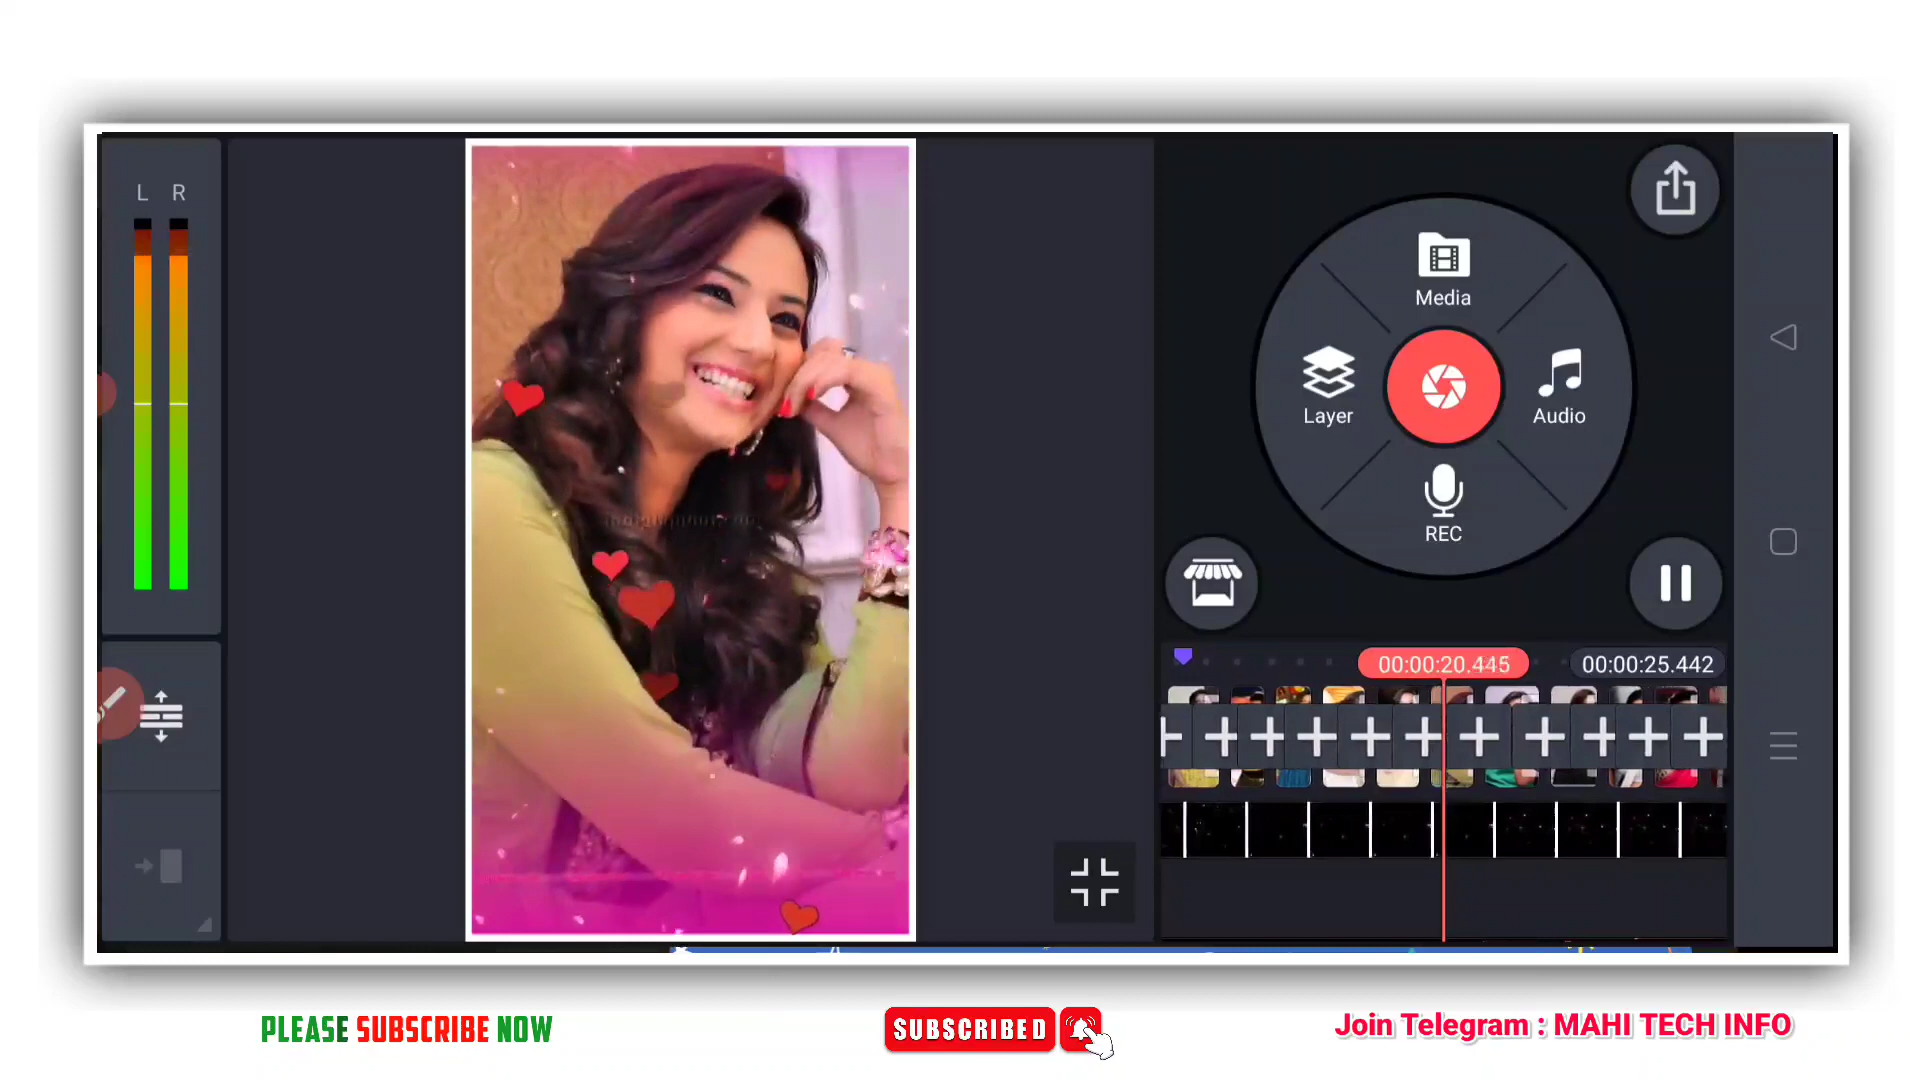 L R
Media
Layer
Audio
REC
00:00:20.445
00:00:25.442
PLEASE SUBSCRIBE NOW
SUBSCRIBED
Join Telegram : MAHI TECH INFO